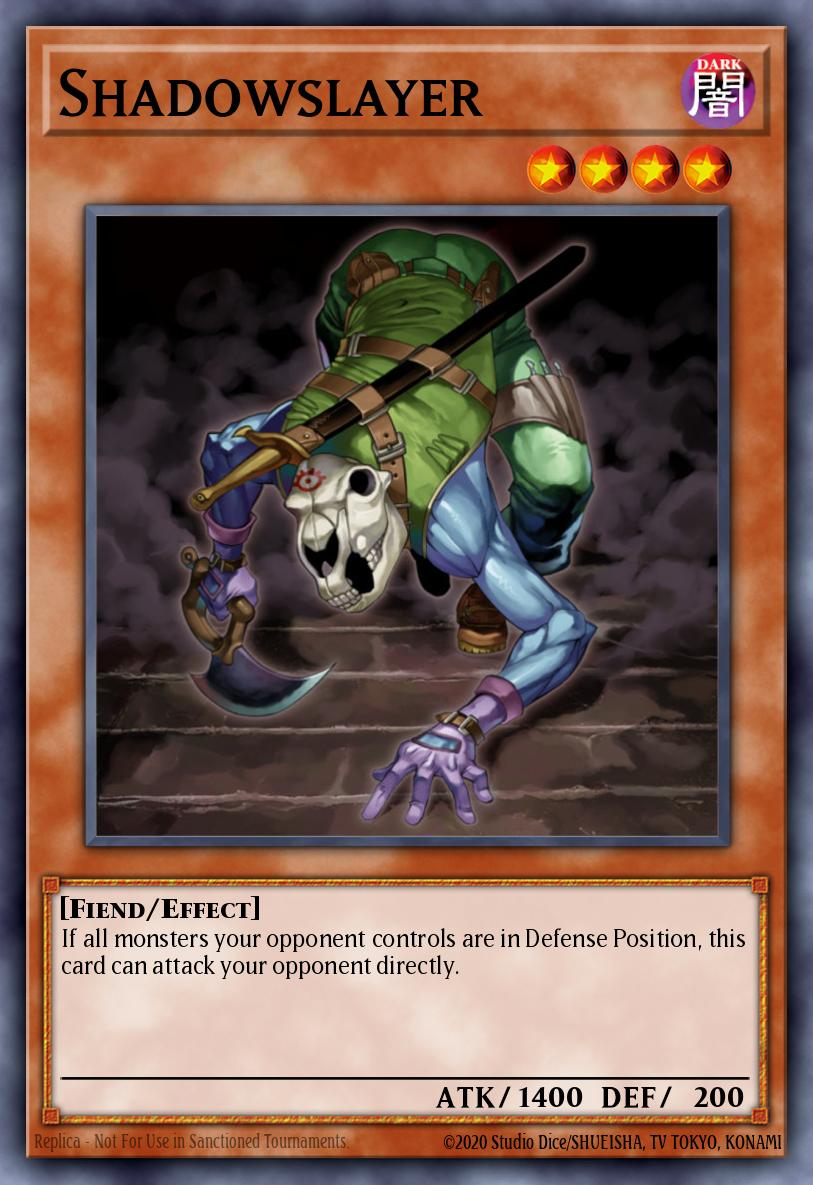 Shadowslayer
DARK
闇
[Fiend/Effect]
If all monsters your opponent controls are in Defense Position, this
card can attack your opponent directly.
ATK/1400 DEF/ 200
Replica - Not For Use in Sanctioned Tournaments.
©2020 Studio Dice/SHUEISHA, TV TOKYO, KONAMI